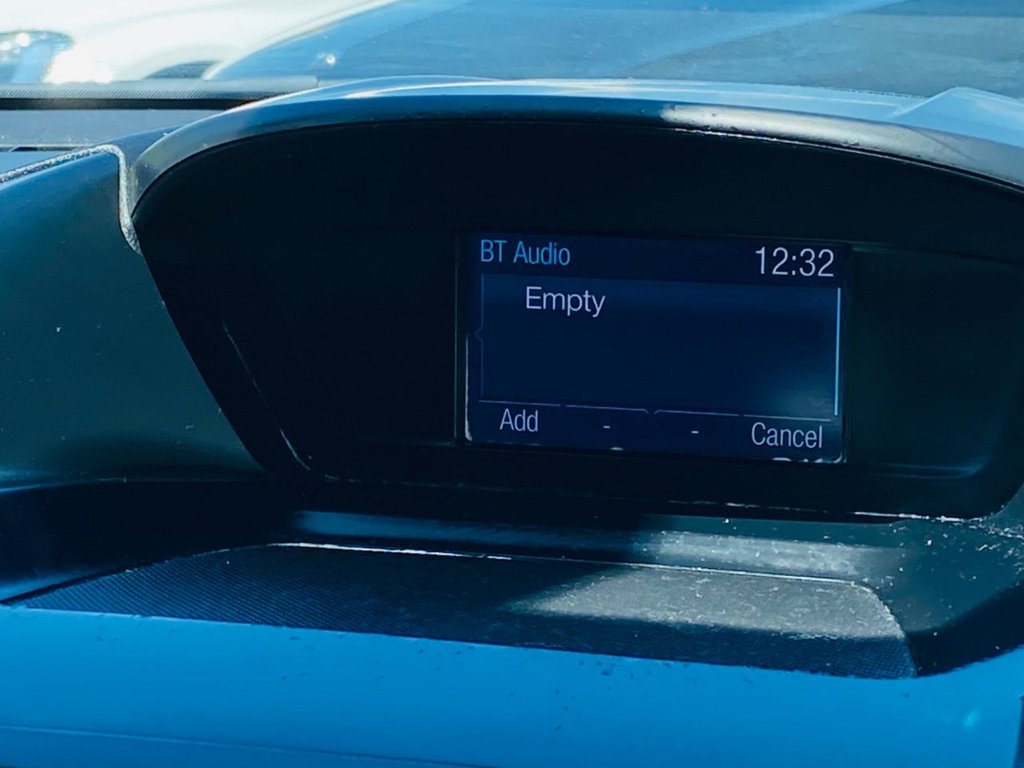 BT Audio 12:32
Empty
Add - - Cancel